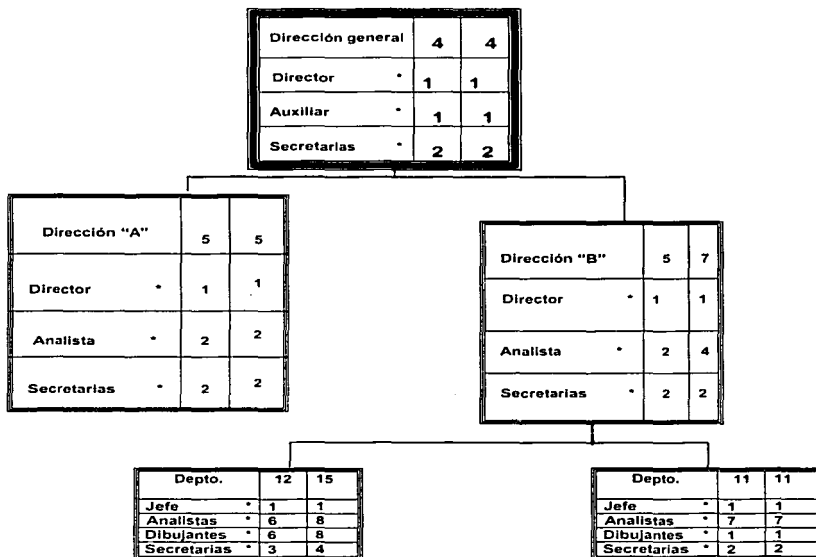 Dirección general 4 4
Director * 1 1
Auxiliar * 1 1
Secretarias * 2 2
Dirección "A" 5 5
Director * 1 1
Analista * 2 2
Secretarias * 2 2
Dirección "B" 5 7
Director * 1 1
Analista * 2 4
Secretarias * 2 2
Depto. 12 15
Jefe * 1 1
Analistas * 6 8
Dibujantes * 6 8
Secretarias * 3 4
Depto. 11 11
Jefe * 1 1
Analistas * 7 7
Dibujantes * 1 1
Secretarias * 2 2